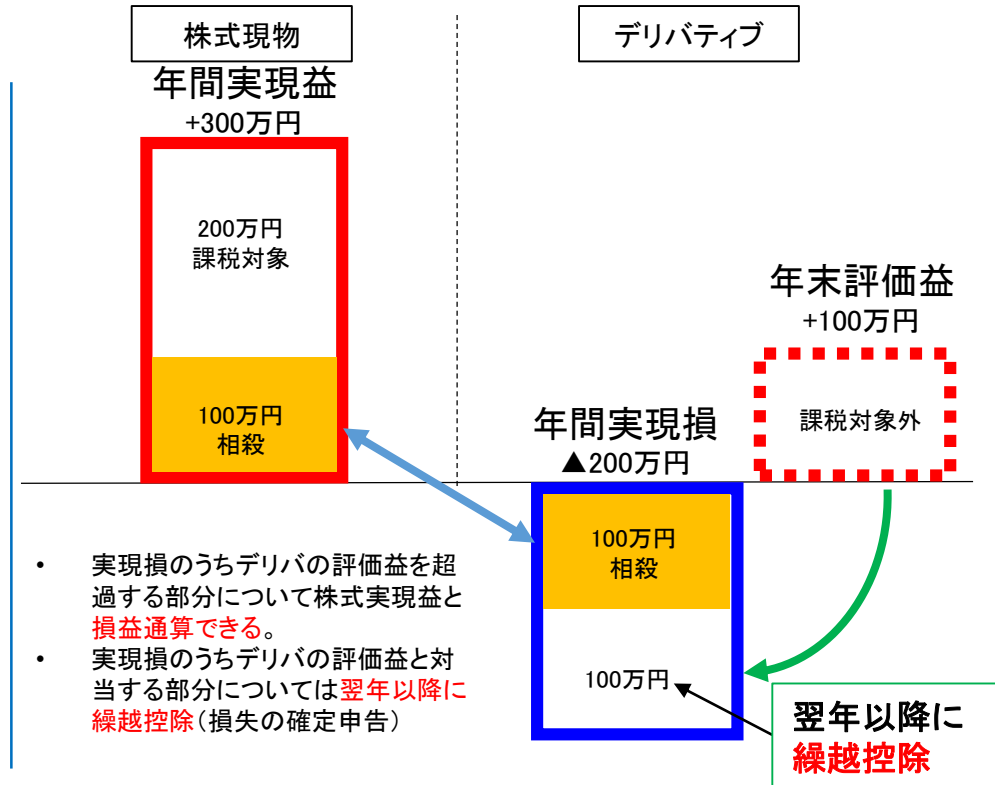 株式現物
デリバティブ
年間実現益
+300万円
200万円
課税対象
100万円
相殺
年末評価益
+100万円
課税対象外
年間実現損
▲200万円
100万円
相殺
100万円
翌年以降に
繰越控除
• 実現損のうちデリバの評価益を超
過する部分について株式実現益と
損益通算できる。
• 実現損のうちデリバの評価益と対
当する部分については翌年以降に
繰越控除(損失の確定申告)